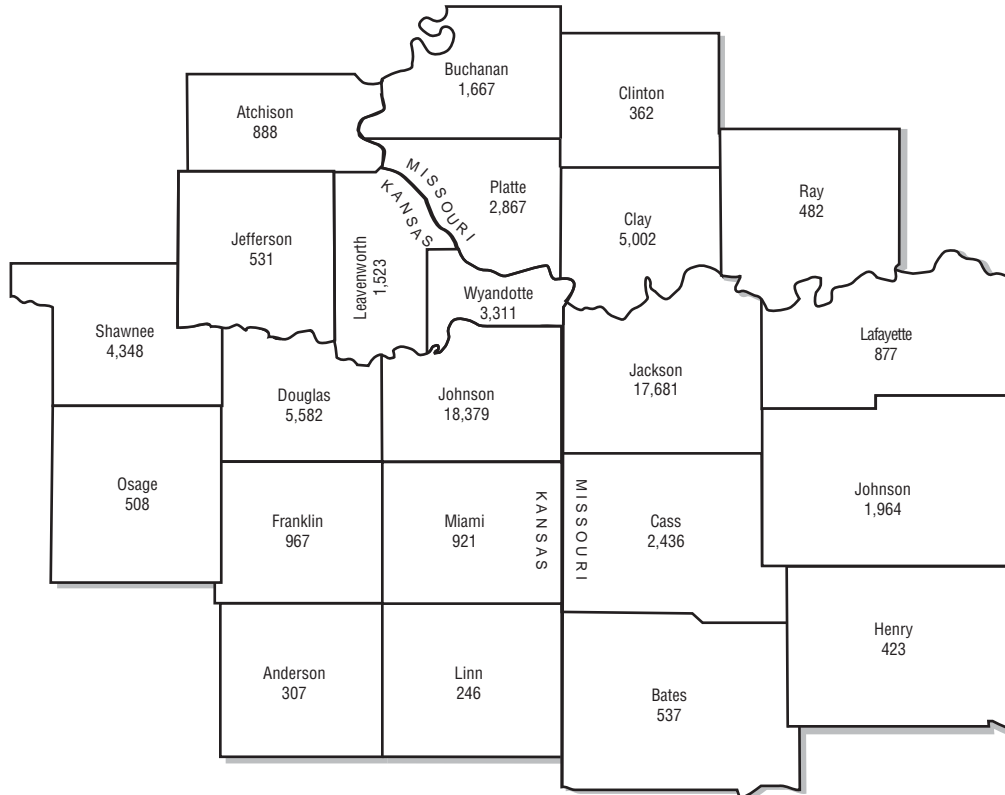 Buchanan
1,667
Clinton
362
Atchison
888
MISSOURI
KANSAS
Platte
2,867
Ray
482
Clay
5,002
Jefferson
531
Leavenworth
1,523
Wyandotte
3,311
Shawnee
4,348
Lafayette
877
Jackson
17,681
Douglas
5,582
Johnson
18,379
Osage
508
Franklin
967
Miami
921
KANSAS
MISSOURI
Cass
2,436
Johnson
1,964
Henry
423
Anderson
307
Linn
246
Bates
537